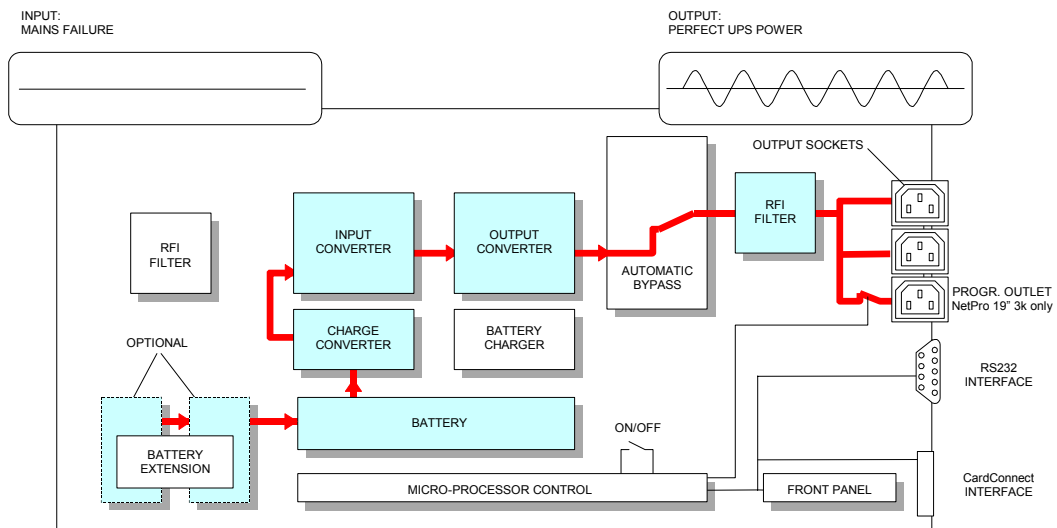 INPUT:
MAINS FAILURE
OUTPUT:
PERFECT UPS POWER
OUTPUT SOCKETS
RFI
FILTER
INPUT
CONVERTER
OUTPUT
CONVERTER
AUTOMATIC
BYPASS
RFI
FILTER
PROGR. OUTLET
NetPro 19" 3k only
CHARGE
CONVERTER
BATTERY
CHARGER
OPTIONAL
RS232
INTERFACE
BATTERY
EXTENSION
BATTERY
ON/OFF
MICRO-PROCESSOR CONTROL
FRONT PANEL
CardConnect
INTERFACE